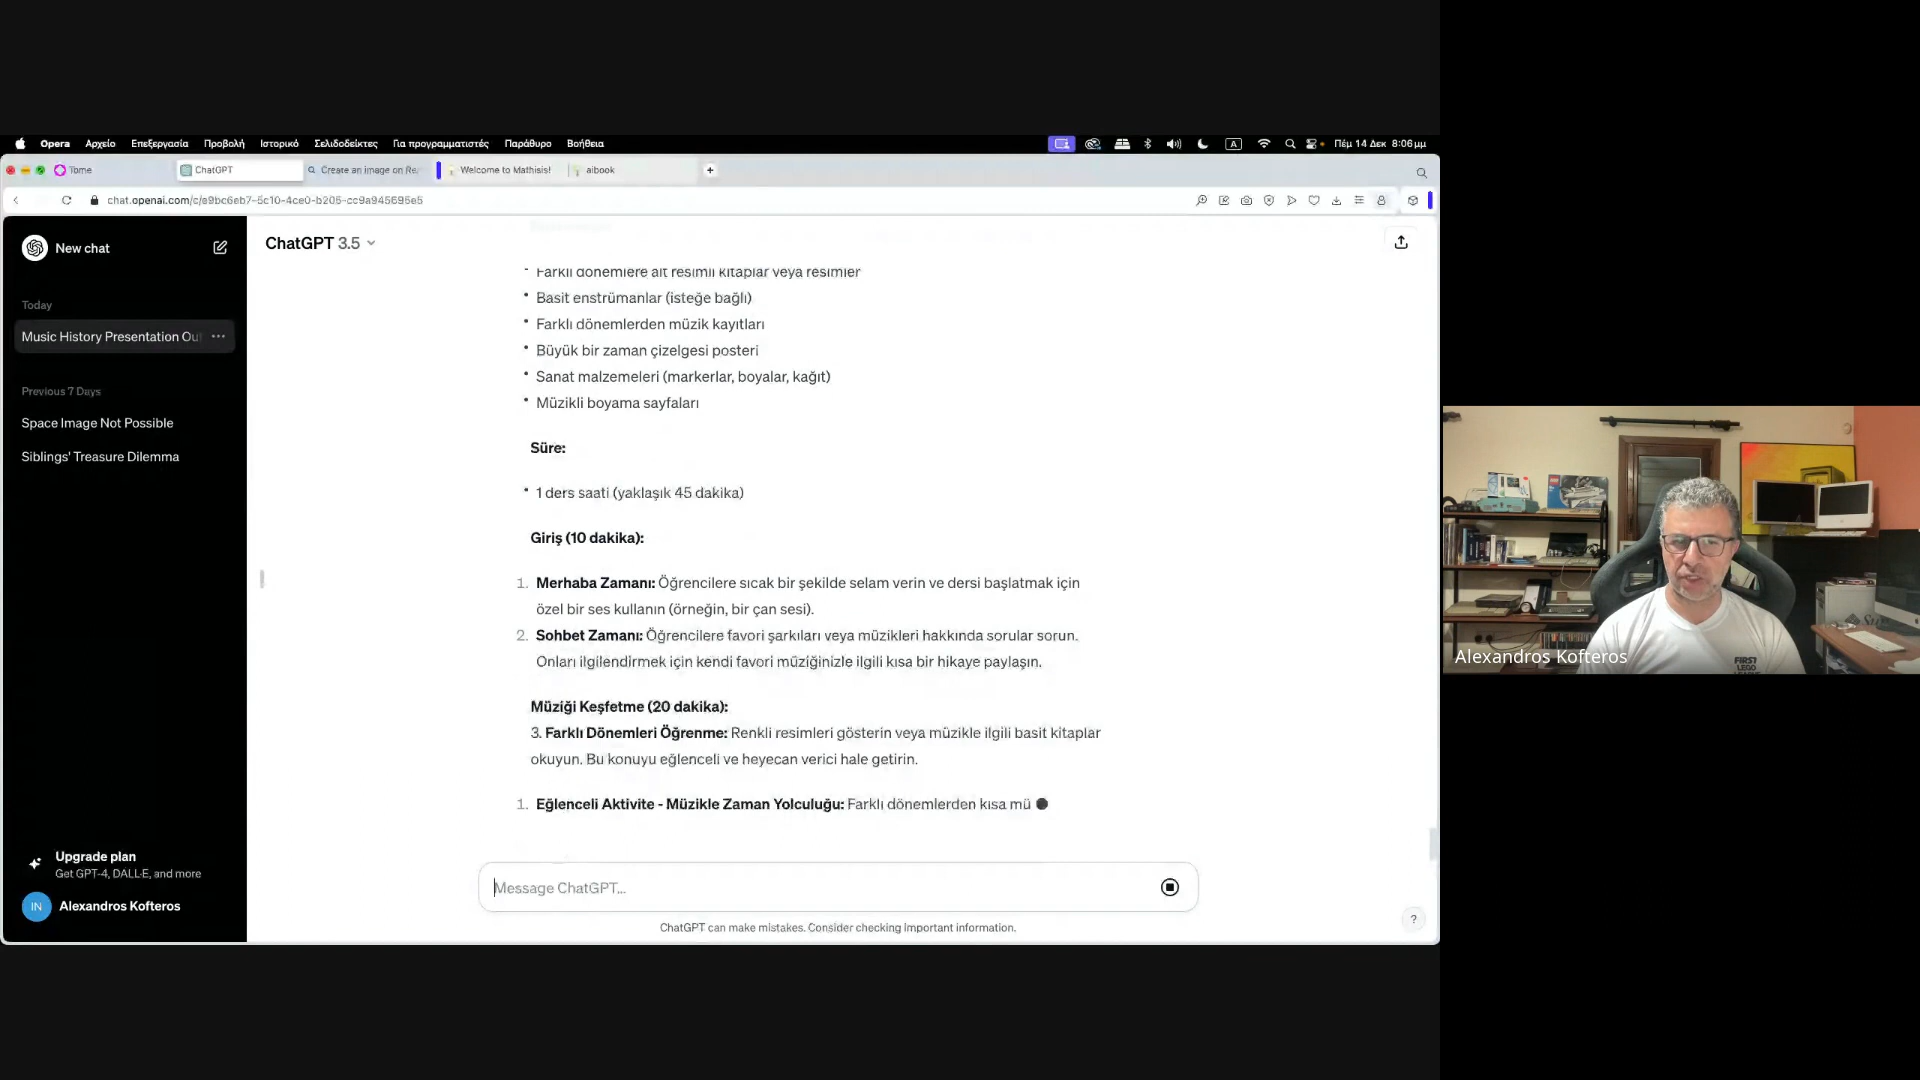 Opera Αρχείο Επεξεργασία Προβολή Ιστορικό Σελιδοδείκτες Για προγραμματιστές Παράθυρο Βοήθεια
A Πέμ 14 Δεκ 8:06 μμ
Tome ChatGPT Create an image on Re Welcome to Mathisis! aibook
chat.openai.com/c/e9bc6eb7-5c10-4ce0-b205-cc9a945695e5
New chat
Today
Music History Presentation Ou
Previous 7 Days
Space Image Not Possible
Siblings' Treasure Dilemma
Upgrade plan
Get GPT-4, DALL·E, and more
IN Alexandros Kofteros
ChatGPT 3.5
Farklı dönemlere ait resimli kitaplar veya resimler
Basit enstrümanlar (isteğe bağlı)
Farklı dönemlerden müzik kayıtları
Büyük bir zaman çizelgesi posteri
Sanat malzemeleri (markerlar, boyalar, kağıt)
Müzikli boyama sayfaları
Süre:
1 ders saati (yaklaşık 45 dakika)
Giriş (10 dakika):
1. Merhaba Zamanı: Öğrencilere sıcak bir şekilde selam verin ve dersi başlatmak için
özel bir ses kullanın (örneğin, bir çan sesi).
2. Sohbet Zamanı: Öğrencilere favori şarkıları veya müzikleri hakkında sorular sorun.
Onları ilgilendirmek için kendi favori müziğinizle ilgili kısa bir hikaye paylaşın.
Müziği Keşfetme (20 dakika):
3. Farklı Dönemleri Öğrenme: Renkli resimleri gösterin veya müzikle ilgili basit kitaplar
okuyun. Bu konuyu eğlenceli ve heyecan verici hale getirin.
1. Eğlenceli Aktivite - Müzikle Zaman Yolculuğu: Farklı dönemlerden kısa mü
Message ChatGPT...
ChatGPT can make mistakes. Consider checking important information.
?
Alexandros Kofteros
FIRST
LEGO